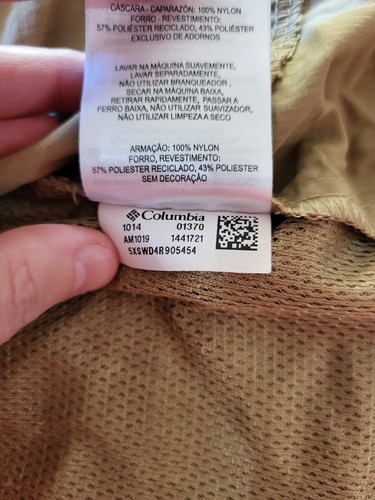 CÁSCARA - CAPARAZÓN: 100% NYLON
FORRO - REVESTIMENTO:
57% POLIÉSTER RECICLADO, 43% POLIÉSTER
EXCLUSIVO DE ADORNOS
LAVAR NA MÁQUINA SUAVEMENTE,
LAVAR SEPARADAMENTE,
NÃO UTILIZAR BRANQUEADOR ,
SECAR NA MÁQUINA BAIXA,
RETIRAR RAPIDAMENTE, PASSAR A
FERRO BAIXA, NÃO UTILIZAR SUAVIZADOR,
NÃO UTILIZAR LIMPEZA A SECO
ARMAÇÃO: 100% NYLON
FORRO, REVESTIMENTO:
57% POLIÉSTER RECICLADO, 43% POLIÉSTER
SEM DECORAÇÃO
Columbia
1014 01370
AM1019 1441721
5XSWD4R905454